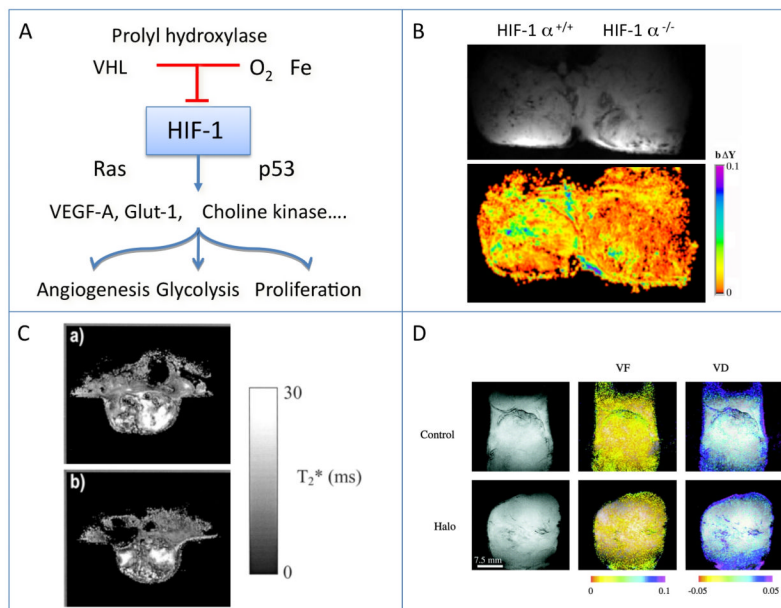 A
Prolyl hydroxylase
VHL O₂ Fe
HIF-1
Ras p53
VEGF-A, Glut-1, Choline kinase....
Angiogenesis Glycolysis Proliferation
B
HIF-1 α+/+ HIF-1 α-/-
b ΔY
0.1
0
C
a)
b)
30
T₂* (ms)
0
D
VF VD
Control
Halo
7.5 mm
0 0.1 -0.05 0.05